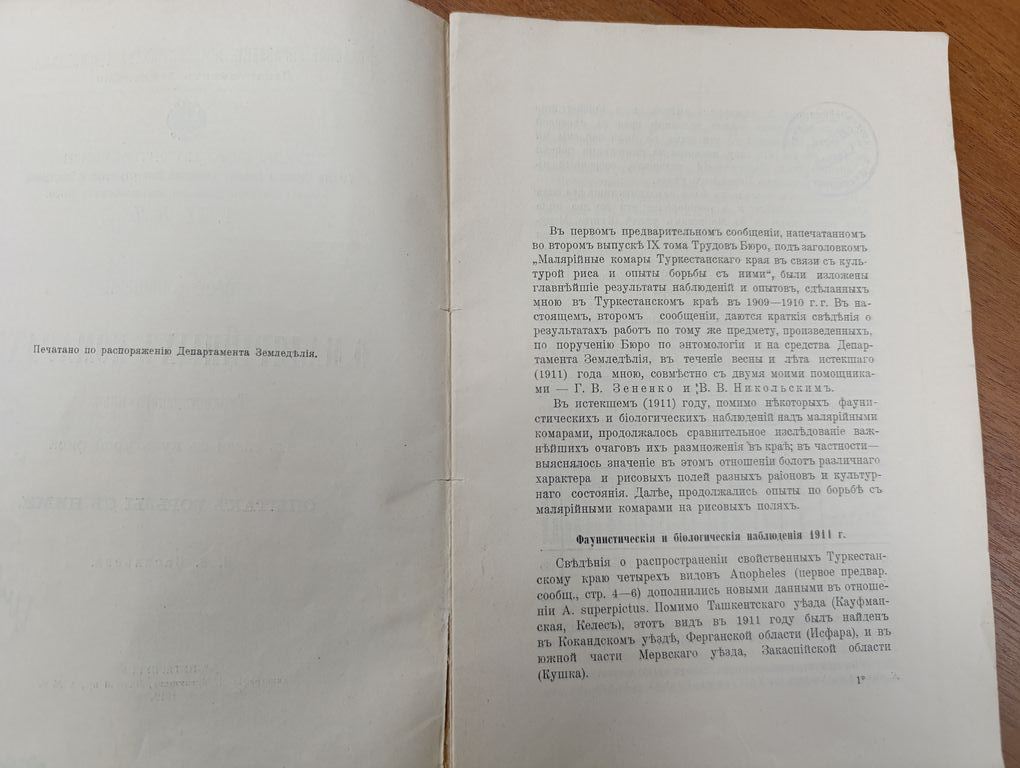 Печатано по распоряженію Департамента Земледѣлія.
Въ первомъ предварительномъ сообщеніи, напечатанномъ
во второмъ выпускѣ IX тома Трудовъ Бюро, подъ заголовкомъ
„Малярійные комары Туркестанскаго края въ связи съ куль-
турой риса и опыты борьбы съ ними“, были изложены
главнѣйшіе результаты наблюденій и опытовъ, сдѣланныхъ
мною въ Туркестанскомъ краѣ въ 1909—1910 г.г. Въ на-
стоящемъ, второмъ сообщеніи, даются краткія свѣдѣнія о
результатахъ работъ по тому же предмету, произведенныхъ,
по порученію Бюро по энтомологіи и на средства Депар-
тамента Земледѣлія, въ теченіе весны и лѣта истекшаго
(1911) года мною, совмѣстно съ двумя моими помощника-
ми — Г. В. Зененко и В. В. Никольскимъ.
Въ истекшемъ (1911) году, помимо нѣкоторыхъ фауни-
стическихъ и біологическихъ наблюденій надъ малярійными
комарами, продолжалось сравнительное изслѣдованіе важ-
нѣйшихъ очаговъ ихъ размноженія въ краѣ; въ частности—
выяснялось значеніе въ этомъ отношеніи болотъ различнаго
характера и рисовыхъ полей разныхъ раіоновъ и культур-
наго состоянія. Далѣе, продолжались опыты по борьбѣ съ
малярійными комарами на рисовыхъ поляхъ.
Фаунистическія и біологическія наблюденія 1911 г.
Свѣдѣнія о распространеніи свойственныхъ Туркестан-
скому краю четырехъ видовъ Anopheles (первое предвар.
сообщ., стр. 4—6) дополнились новыми данными въ отноше-
ніи A. superpictus. Помимо Ташкентскаго уѣзда (Кауфман-
ская, Келесъ), этотъ видъ въ 1911 году былъ найденъ
въ Кокандскомъ уѣздѣ, Ферганской области (Исфара), и въ
южной части Мервскаго уѣзда, Закаспійской области
(Кушка).
1*